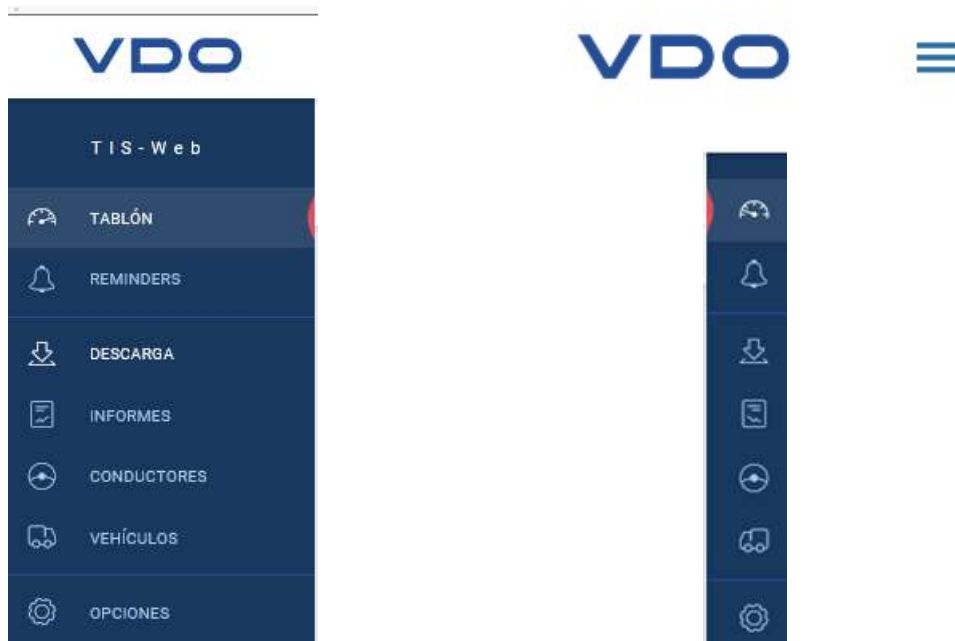 VDO
TIS-Web
TABLÓN
REMINDERS
DESCARGA
INFORMES
CONDUCTORES
VEHÍCULOS
OPCIONES
VDO